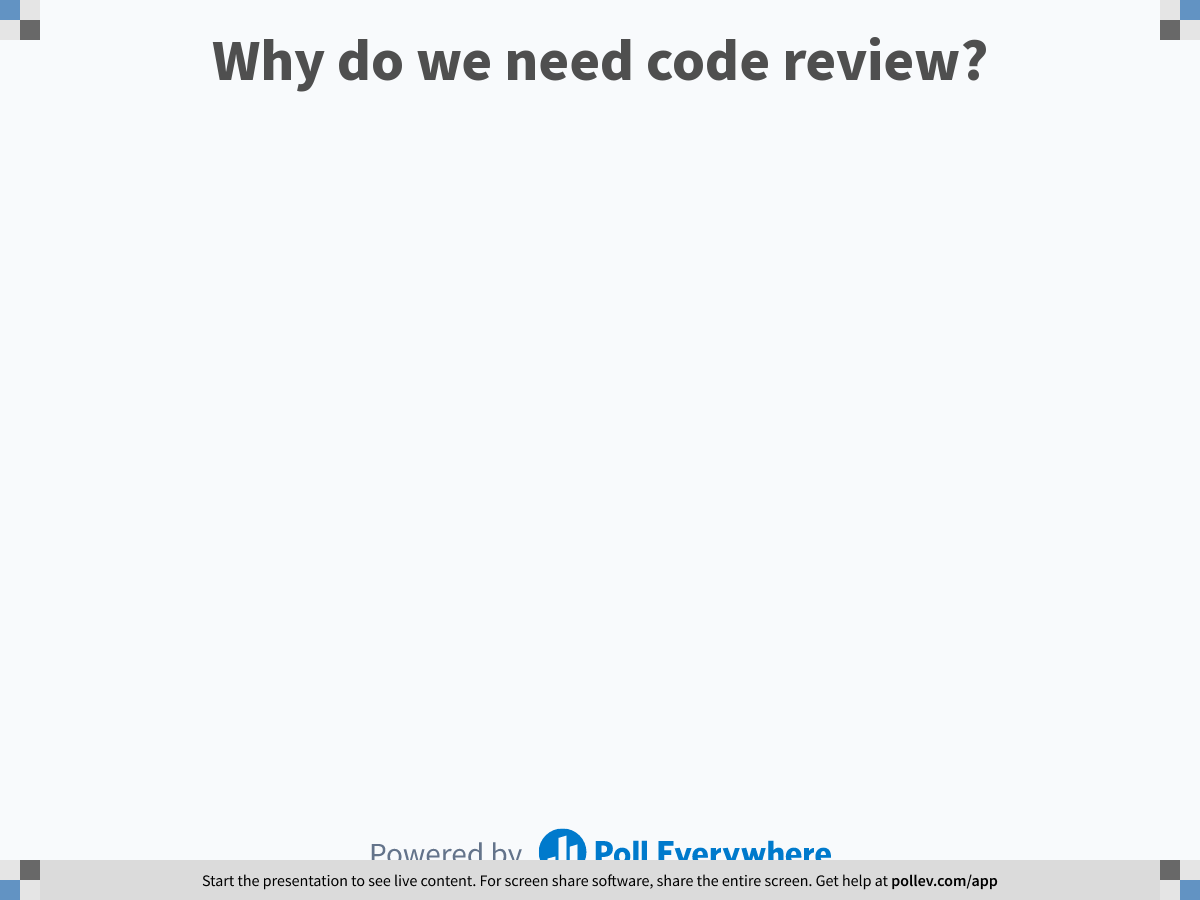 Why do we need code review?
Powered by Poll Everywhere
Start the presentation to see live content. For screen share software, share the entire screen. Get help at pollev.com/app